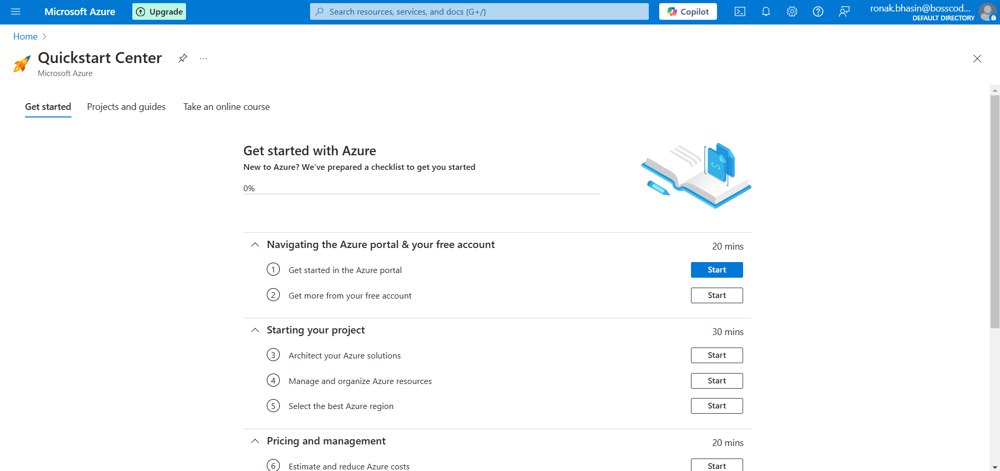 Microsoft Azure
Upgrade
Search resources, services, and docs (G+/)
Copilot
ronak.bhasin@bosscod...
DEFAULT DIRECTORY
Home
Quickstart Center
Microsoft Azure
Get started
Projects and guides
Take an online course
Get started with Azure
New to Azure? We’ve prepared a checklist to get you started
0%
</>
Navigating the Azure portal & your free account
20 mins
1 Get started in the Azure portal
Start
2 Get more from your free account
Start
Starting your project
30 mins
3 Architect your Azure solutions
Start
4 Manage and organize Azure resources
Start
5 Select the best Azure region
Start
Pricing and management
20 mins
6 Estimate and reduce Azure costs
Start